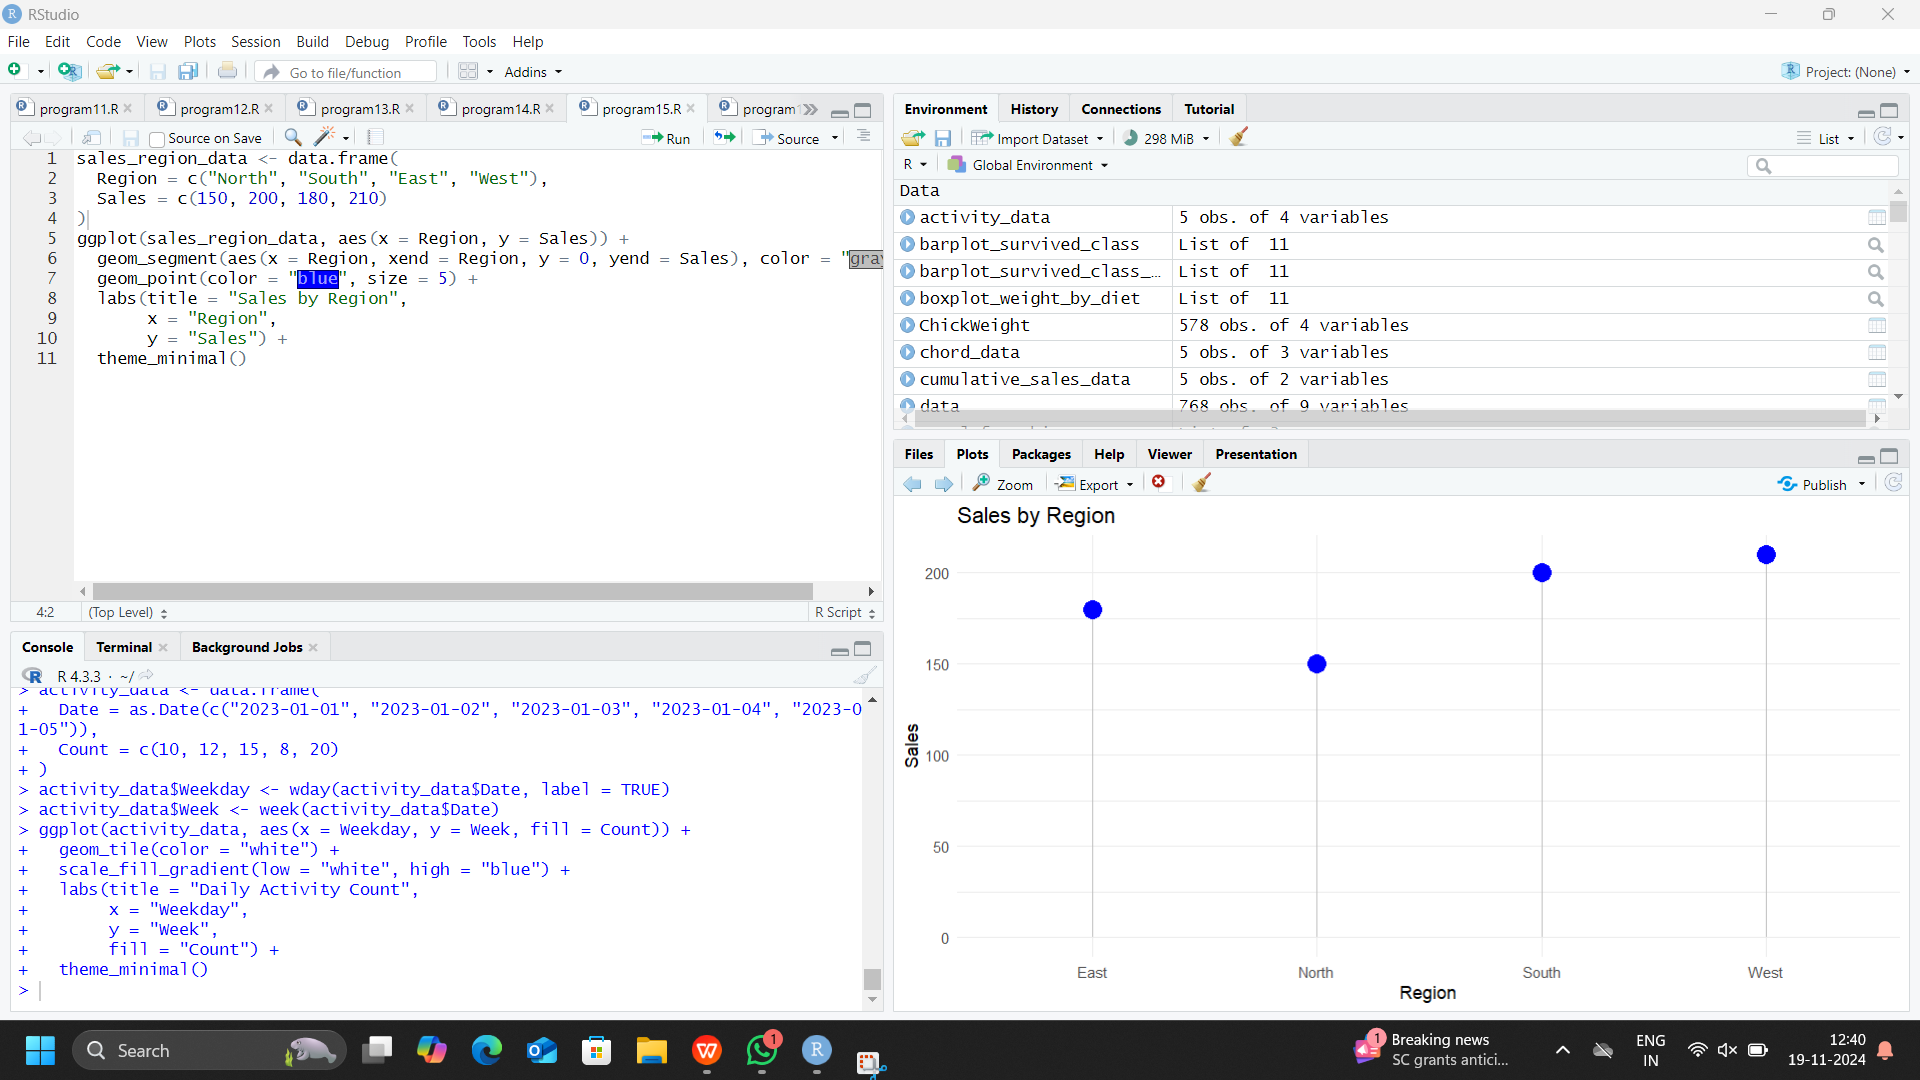 RStudio
File Edit Code View Plots Session Build Debug Profile Tools Help
Go to file/function
Addins
Project: (None)
program11.R program12.R program13.R program14.R program15.R program1
Source on Save
Run
Source
1 sales_region_data <- data.frame(
2 Region = c("North", "South", "East", "West"),
3 Sales = c(150, 200, 180, 210)
4 )
5 ggplot(sales_region_data, aes(x = Region, y = Sales)) +
6 geom_segment(aes(x = Region, xend = Region, y = 0, yend = Sales), color = "gray
7 geom_point(color = "blue", size = 5) +
8 labs(title = "Sales by Region",
9 x = "Region",
10 y = "Sales") +
11 theme_minimal()
4:2 (Top Level) R Script
Console Terminal Background Jobs
R 4.3.3 · ~/
> activity_data <- data.frame(
+ Date = as.Date(c("2023-01-01", "2023-01-02", "2023-01-03", "2023-01-04", "2023-0
1-05")),
+ Count = c(10, 12, 15, 8, 20)
+ )
> activity_data$Weekday <- wday(activity_data$Date, label = TRUE)
> activity_data$Week <- week(activity_data$Date)
> ggplot(activity_data, aes(x = Weekday, y = Week, fill = Count)) +
+ geom_tile(color = "white") +
+ scale_fill_gradient(low = "white", high = "blue") +
+ labs(title = "Daily Activity Count",
+ x = "Weekday",
+ y = "Week",
+ fill = "Count") +
+ theme_minimal()
>
Environment History Connections Tutorial
Import Dataset 298 MiB List
R Global Environment
Data
activity_data 5 obs. of 4 variables
barplot_survived_class List of 11
barplot_survived_class_... List of 11
boxplot_weight_by_diet List of 11
ChickWeight 578 obs. of 4 variables
chord_data 5 obs. of 3 variables
cumulative_sales_data 5 obs. of 2 variables
data 768 obs. of 9 variables
Files Plots Packages Help Viewer Presentation
Zoom Export Publish
Sales by Region
200
150
100
50
0
Sales
East North South West
Region
Search
1
Breaking news
SC grants antici...
1
ENG
IN
12:40
19-11-2024